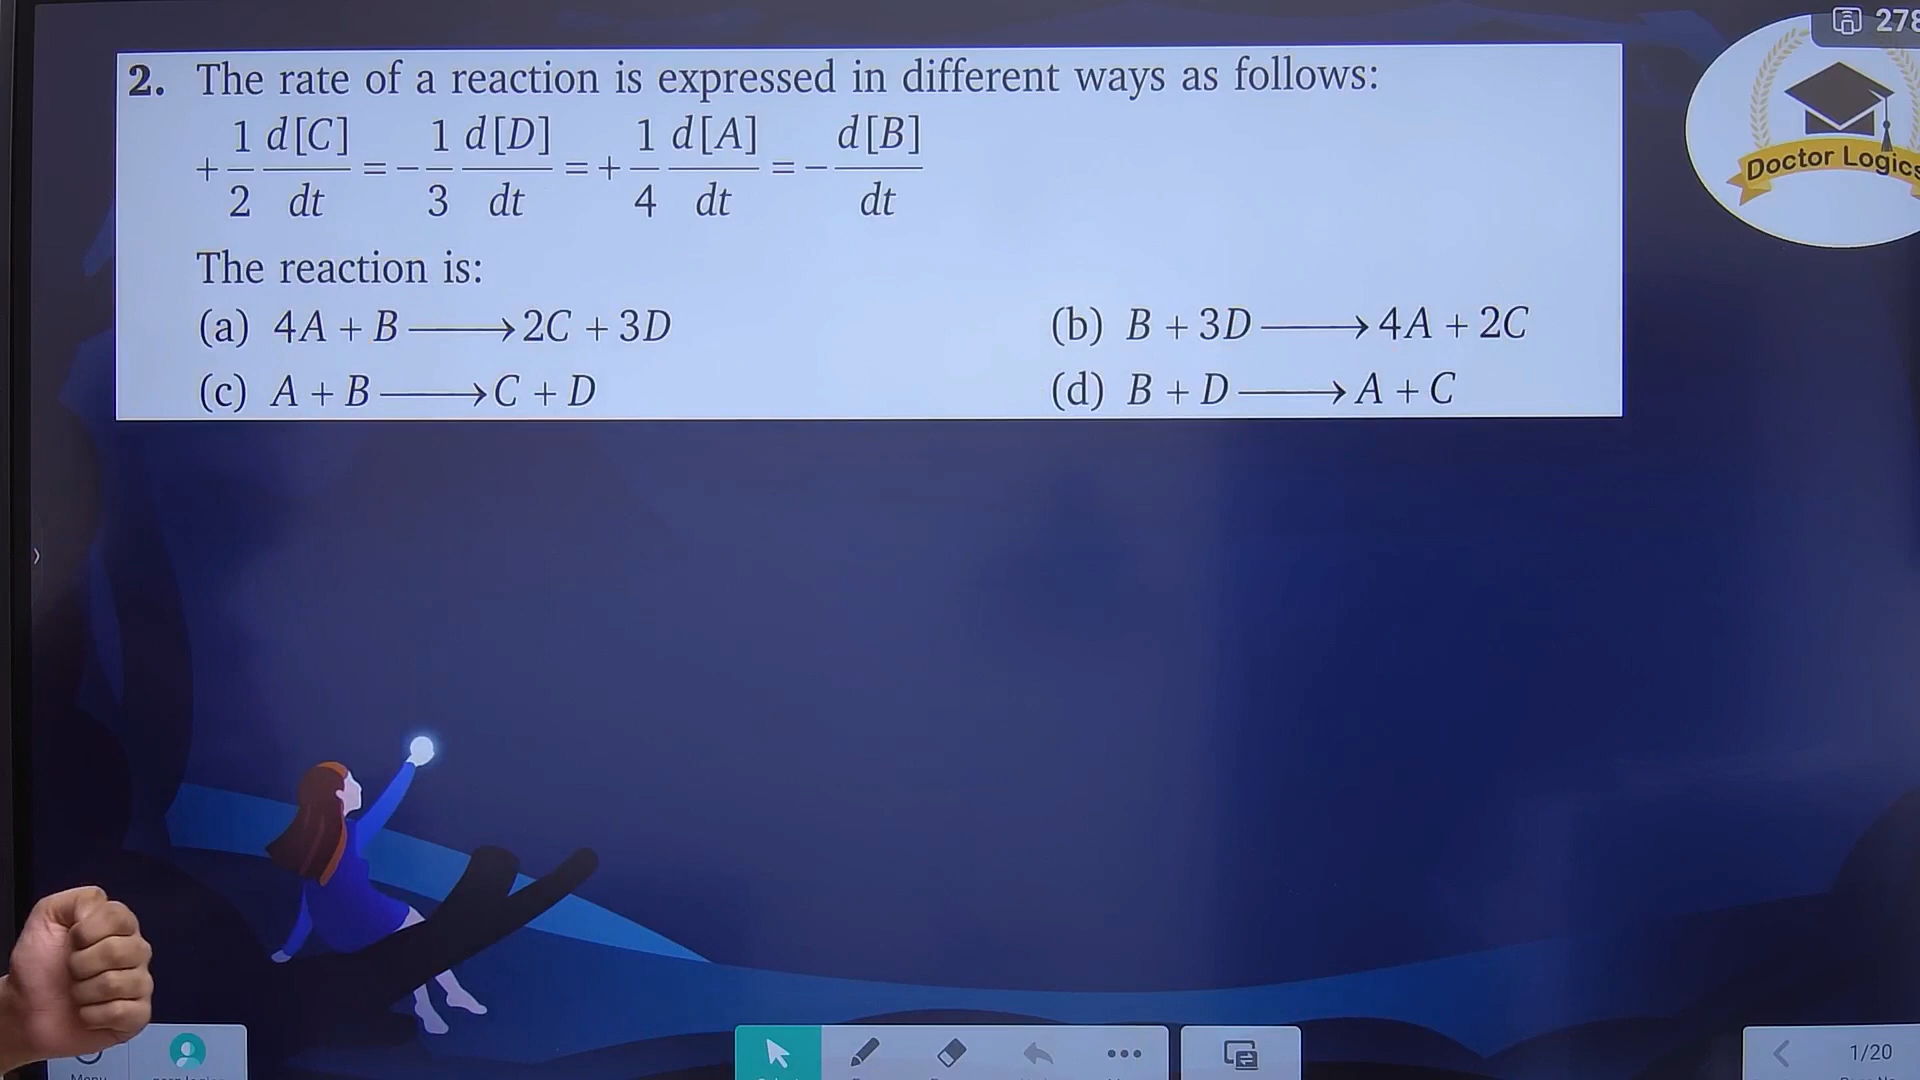 278
Doctor Logics
2. The rate of a reaction is expressed in different ways as follows:
+ 1/2 d[C]/dt = − 1/3 d[D]/dt = + 1/4 d[A]/dt = − d[B]/dt
The reaction is:
(a) 4A + B ⟶ 2C + 3D
(b) B + 3D ⟶ 4A + 2C
(c) A + B ⟶ C + D
(d) B + D ⟶ A + C
1/20